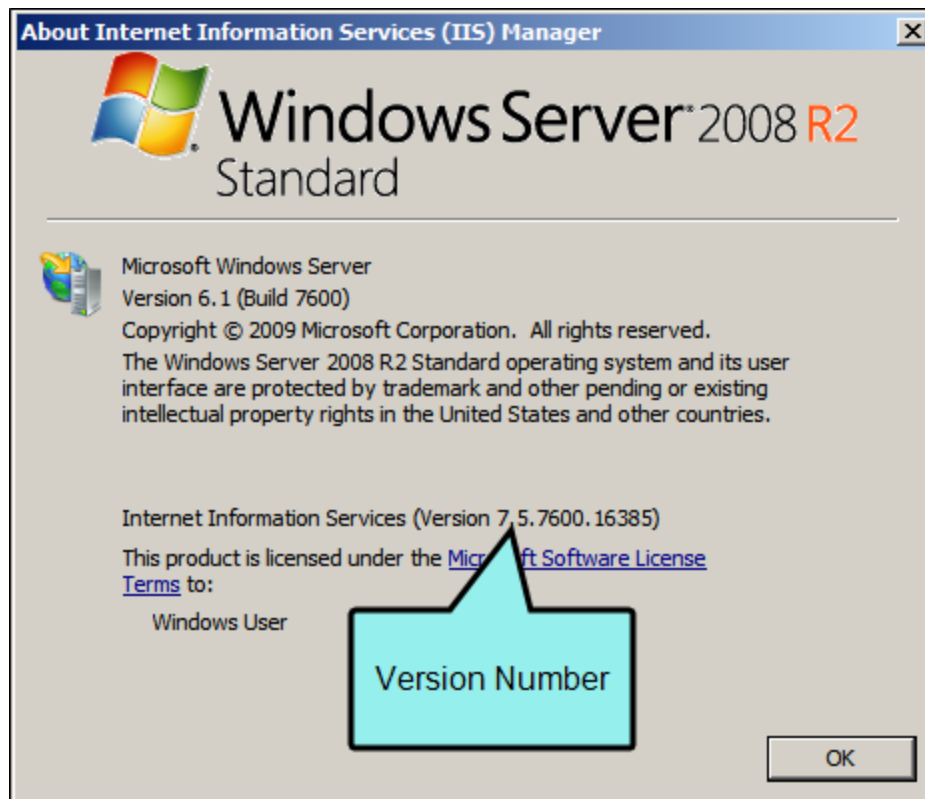 About Internet Information Services (IIS) Manager
Windows Server 2008 R2
Standard
Microsoft Windows Server
Version 6.1 (Build 7600)
Copyright © 2009 Microsoft Corporation. All rights reserved.
The Windows Server 2008 R2 Standard operating system and its user
interface are protected by trademark and other pending or existing
intellectual property rights in the United States and other countries.
Internet Information Services (Version 7.5.7600.16385)
This product is licensed under the Microsoft Software License
Terms to:
Windows User
Version Number
OK